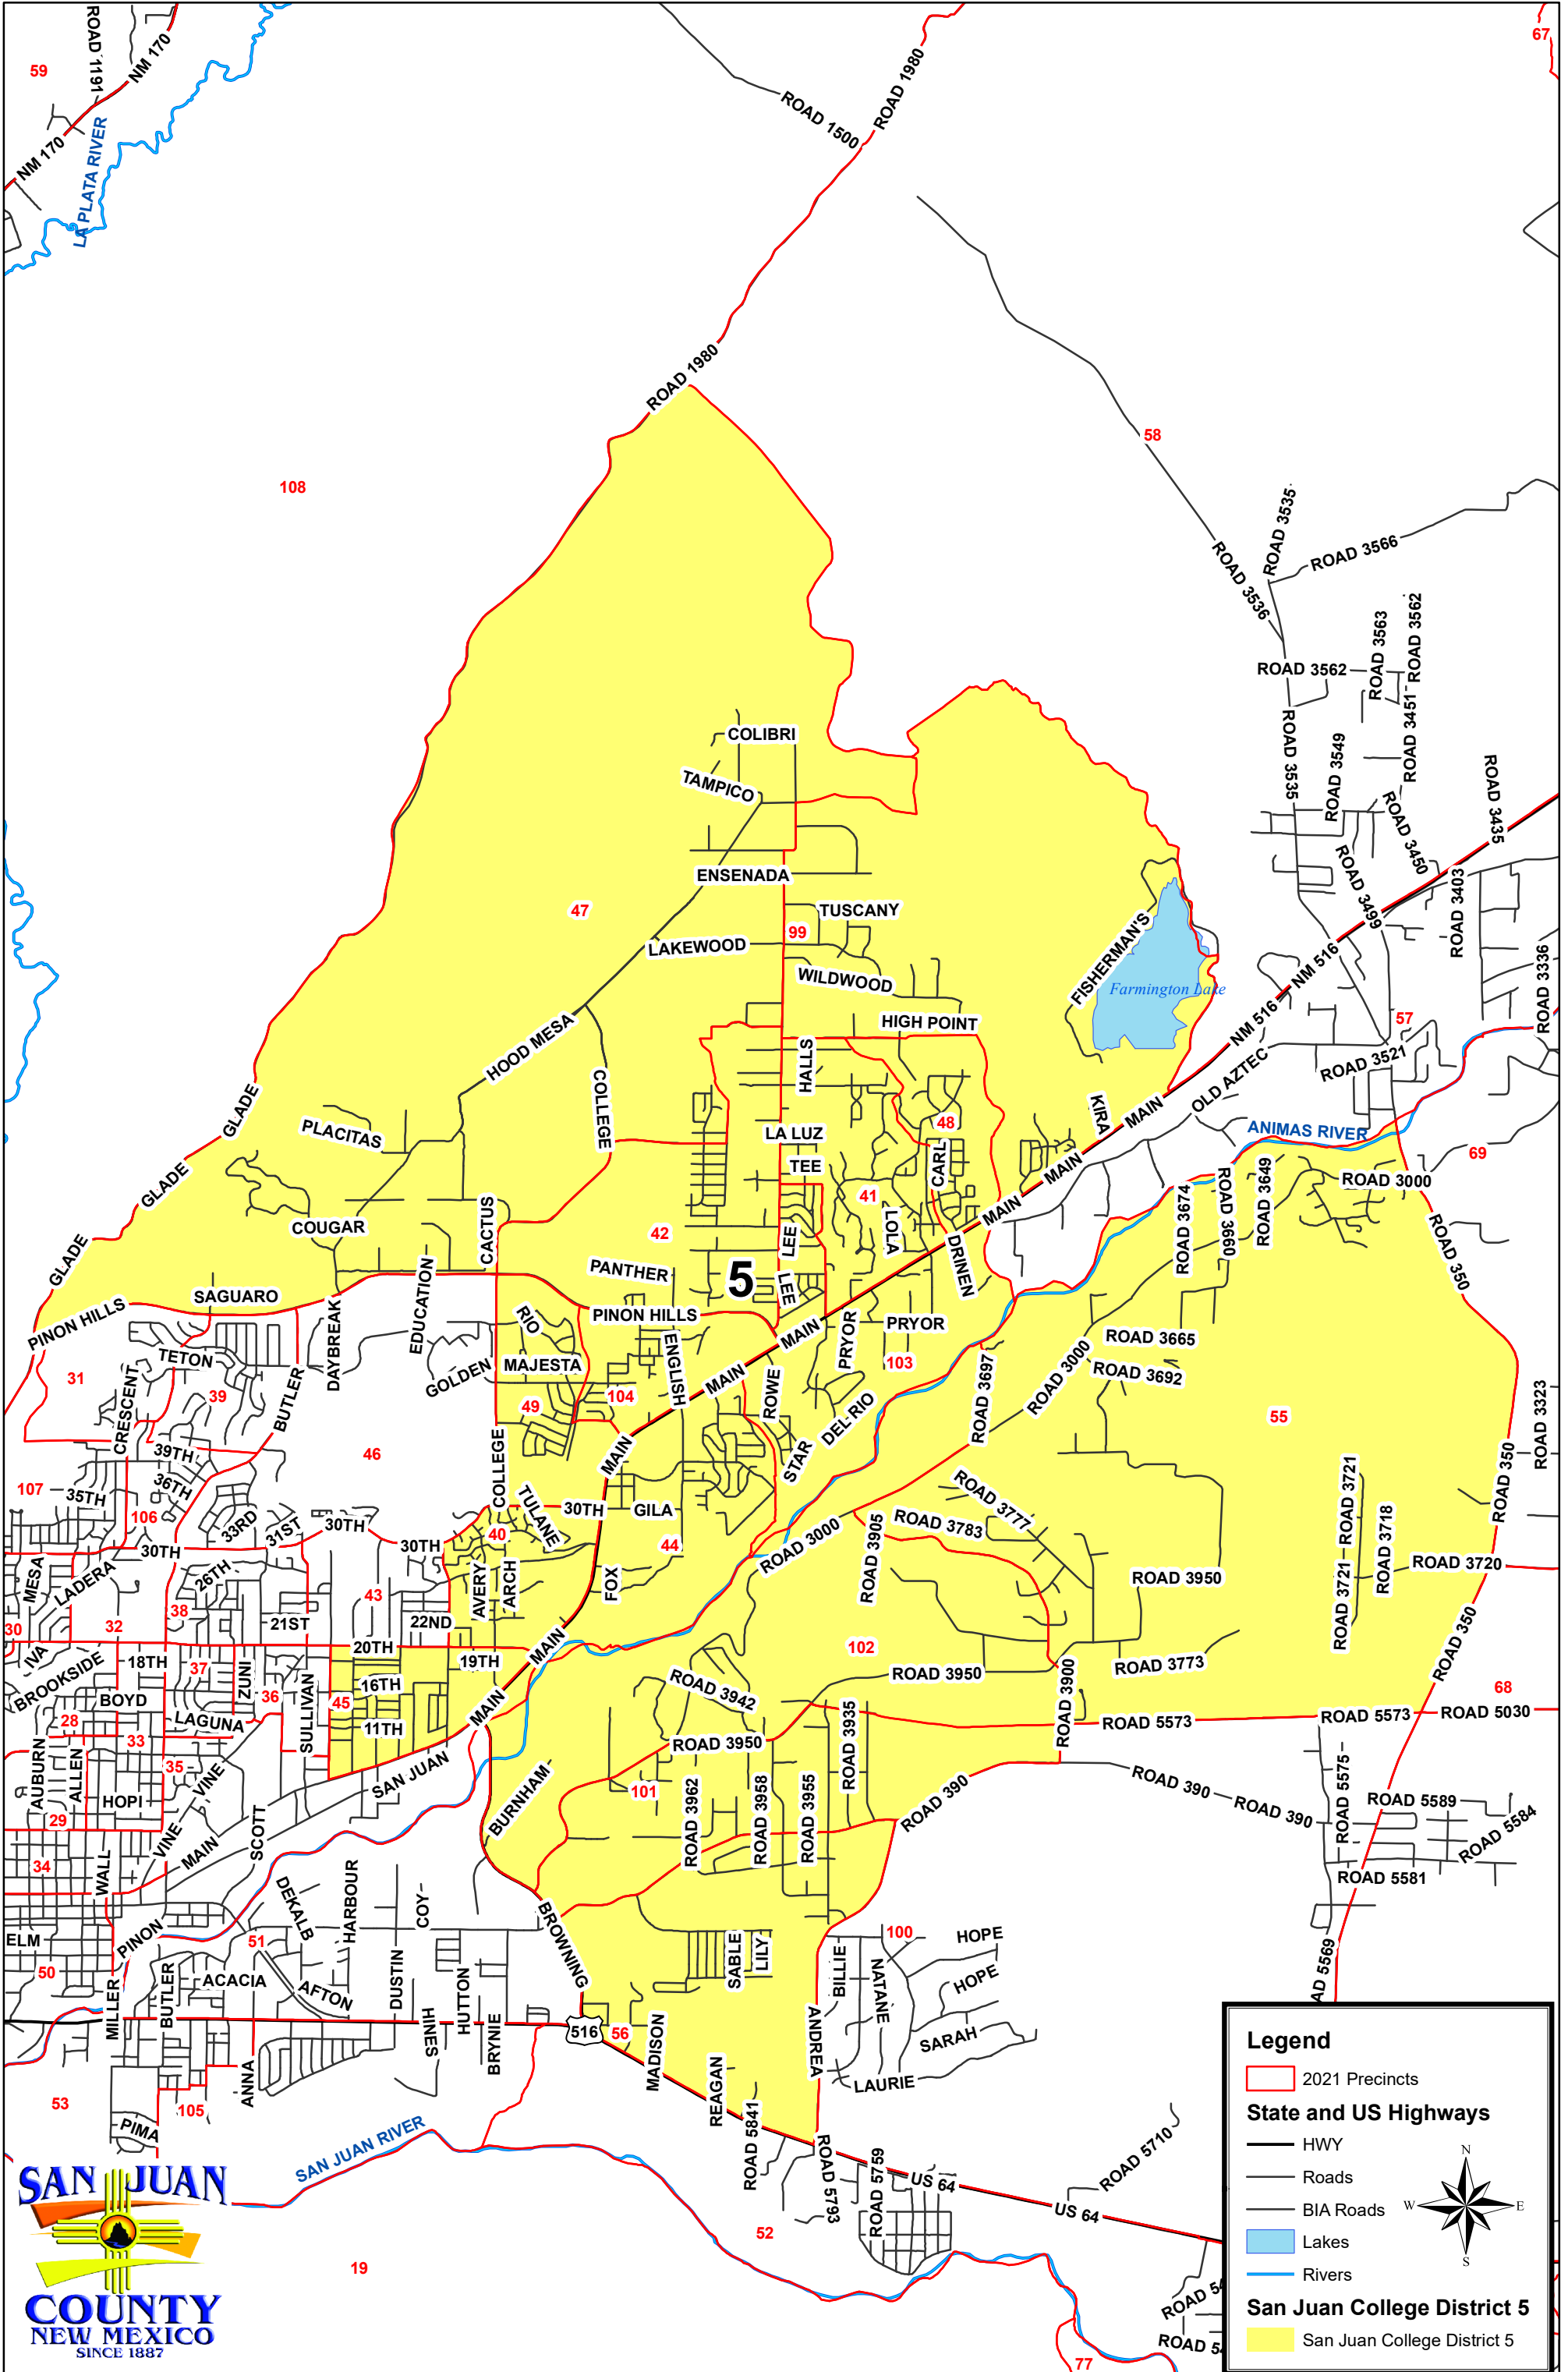 59
ROAD 1191
NM 170
NM 170
LA PLATA RIVER
ROAD 1500
ROAD 1980
67
ROAD 1980
108
58
ROAD 3535
ROAD 3566
ROAD 3536
ROAD 3562
ROAD 3563
ROAD 3562
ROAD 3451
ROAD 3535
ROAD 3549
ROAD 3450
ROAD 3435
ROAD 3499
ROAD 3403
ROAD 3336
COLIBRI
TAMPICO
ENSENADA
47
TUSCANY
99
LAKEWOOD
WILDWOOD
FISHERMAN'S
Farmington Lake
NM 516
NM 516
57
HIGH POINT
HOOD MESA
HALLS
COLLEGE
ROAD 3521
OLD AZTEC
GLADE
PLACITAS
KIRA
MAIN
48
LA LUZ
TEE
ANIMAS RIVER
69
GLADE
CARL
MAIN
41
MAIN
ROAD 3674
ROAD 3660
ROAD 3649
ROAD 3000
COUGAR
CACTUS
42
LEE
LOLA
DRINEN
ROAD 350
GLADE
EDUCATION
PANTHER
5
LEE
SAGUARO
PINON HILLS
PINON HILLS
RIO
DAYBREAK
MAIN
PRYOR
PRYOR
ROAD 3665
TETON
31
GOLDEN
MAJESTA
ENGLISH
103
ROAD 3000
ROAD 3692
CRESCENT
39
BUTLER
49
104
MAIN
ROWE
DEL RIO
ROAD 3697
55
ROAD 3323
39TH
46
COLLEGE
MAIN
STAR
ROAD 350
107
35TH
36TH
106
33RD
31ST
30TH
TULANE
30TH
GILA
ROAD 3777
ROAD 3721
ROAD 3718
30TH
30TH
40
44
ROAD 3000
ROAD 3905
ROAD 3783
ROAD 3720
MESA
LADERA
26TH
43
AVERY
ARCH
FOX
ROAD 3950
ROAD 3721
30
32
38
21ST
22ND
MAIN
IVA
BROOKSIDE
18TH
37
ZUNI
20TH
19TH
102
ROAD 350
36
SULLIVAN
45
16TH
ROAD 3942
ROAD 3950
ROAD 3900
ROAD 3773
68
BOYD
28
LAGUNA
11TH
MAIN
ROAD 5573
ROAD 5573
ROAD 5030
33
35
AUBURN
ALLEN
VINE
SAN JUAN
ROAD 3950
ROAD 3935
ROAD 5575
HOPI
29
BURNHAM
101
ROAD 3962
ROAD 3958
ROAD 3955
ROAD 390
ROAD 390
ROAD 390
ROAD 5589
ROAD 5584
34
WALL
VINE
MAIN
SCOTT
ROAD 5581
DEKALB
HARBOUR
COY
BROWNING
ELM
PINON
51
SABLE
LILY
100
HOPE
50
ACACIA
AFTON
DUSTIN
BILLIE
NATANE
HOPE
ROAD 5569
MILLER
BUTLER
HINES
HUTTON
BRYNIE
516
56
MADISON
ANDREA
SARAH
LAURIE
53
ANNA
105
PIMA
REAGAN
ROAD 5841
SAN JUAN RIVER
ROAD 5793
ROAD 5759
US 64
ROAD 5710
US 64
52
19
77
SAN JUAN
COUNTY
NEW MEXICO
SINCE 1887
Legend
2021 Precincts
State and US Highways
HWY
Roads
BIA Roads
Lakes
Rivers
N
W
E
S
San Juan College District 5
San Juan College District 5